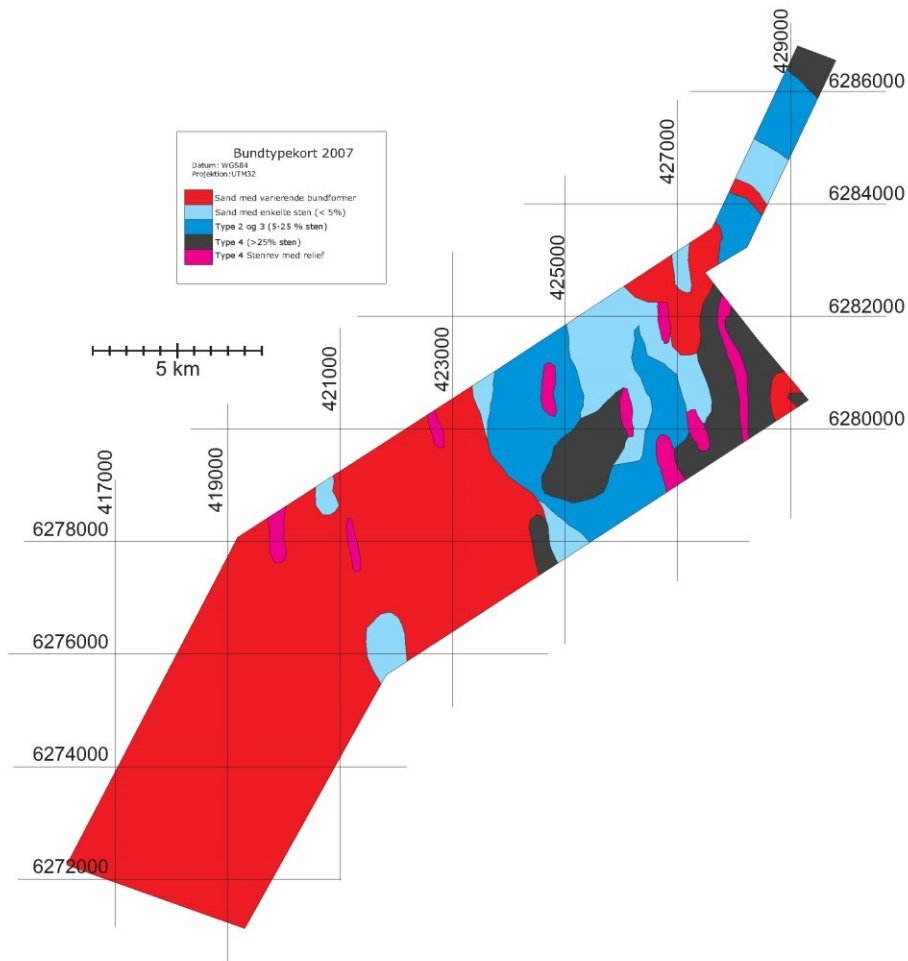 429000
6286000
427000
Bundtypekort 2007
Datum: WGS84
Projektion:UTM32
Sand med varierende bundformer
Sand med enkelte sten (< 5%)
Type 2 og 3 (5-25 % sten)
Type 4 (>25% sten)
Type 4 Stenrev med relief
6284000
425000
6282000
423000
5 km
421000
6280000
419000
417000
6278000
6276000
6274000
6272000